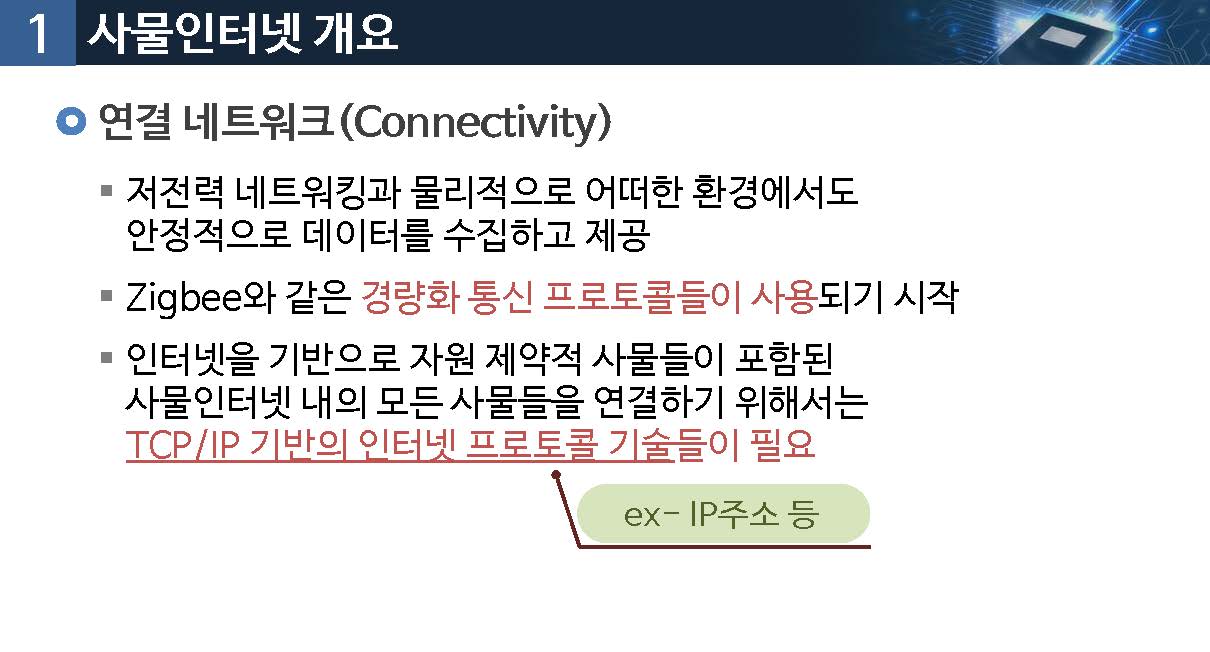 1 사물인터넷 개요
연결 네트워크(Connectivity)
저전력 네트워킹과 물리적으로 어떠한 환경에서도
안정적으로 데이터를 수집하고 제공
Zigbee와 같은 경량화 통신 프로토콜들이 사용되기 시작
인터넷을 기반으로 자원 제약적 사물들이 포함된
사물인터넷 내의 모든 사물들을 연결하기 위해서는
TCP/IP 기반의 인터넷 프로토콜 기술들이 필요
ex- IP주소 등